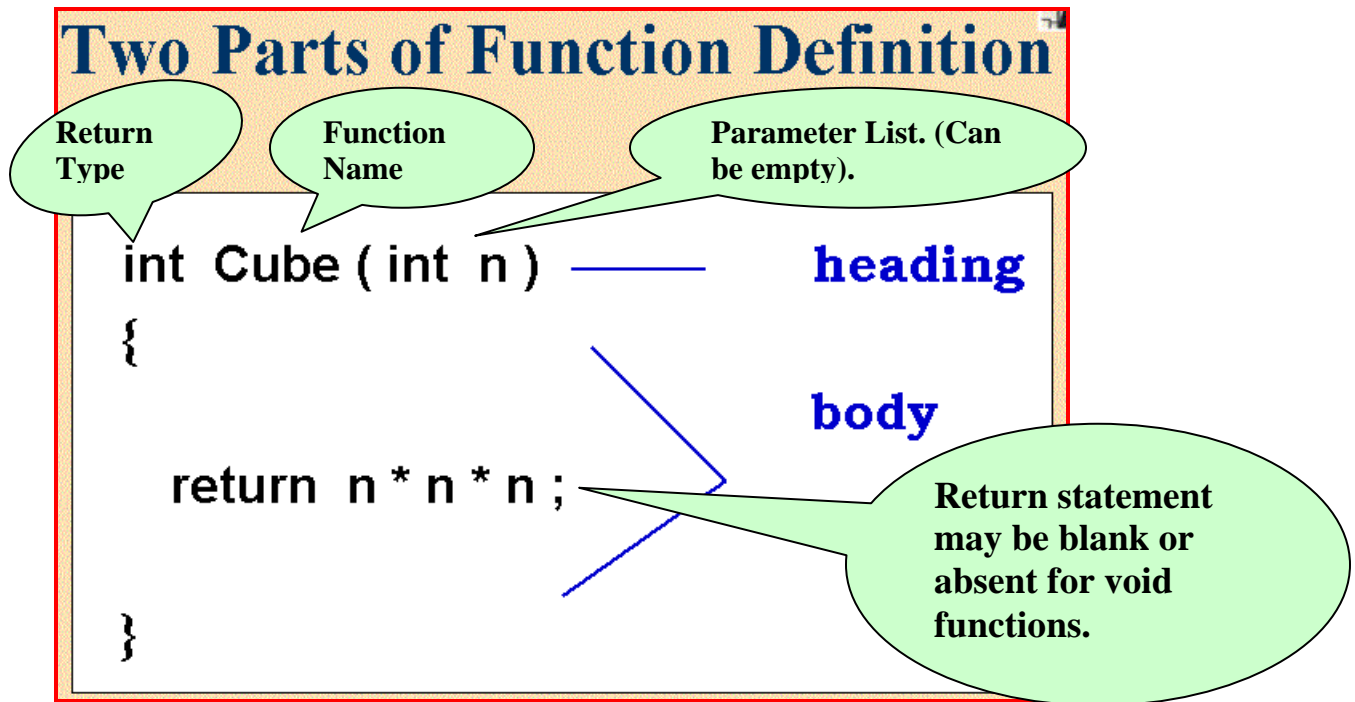 Two Parts of Function Definition
Return
Type
Function
Name
Parameter List. (Can
be empty).
int Cube ( int n )
heading
{
body
return n * n * n ;
Return statement
may be blank or
absent for void
functions.
}